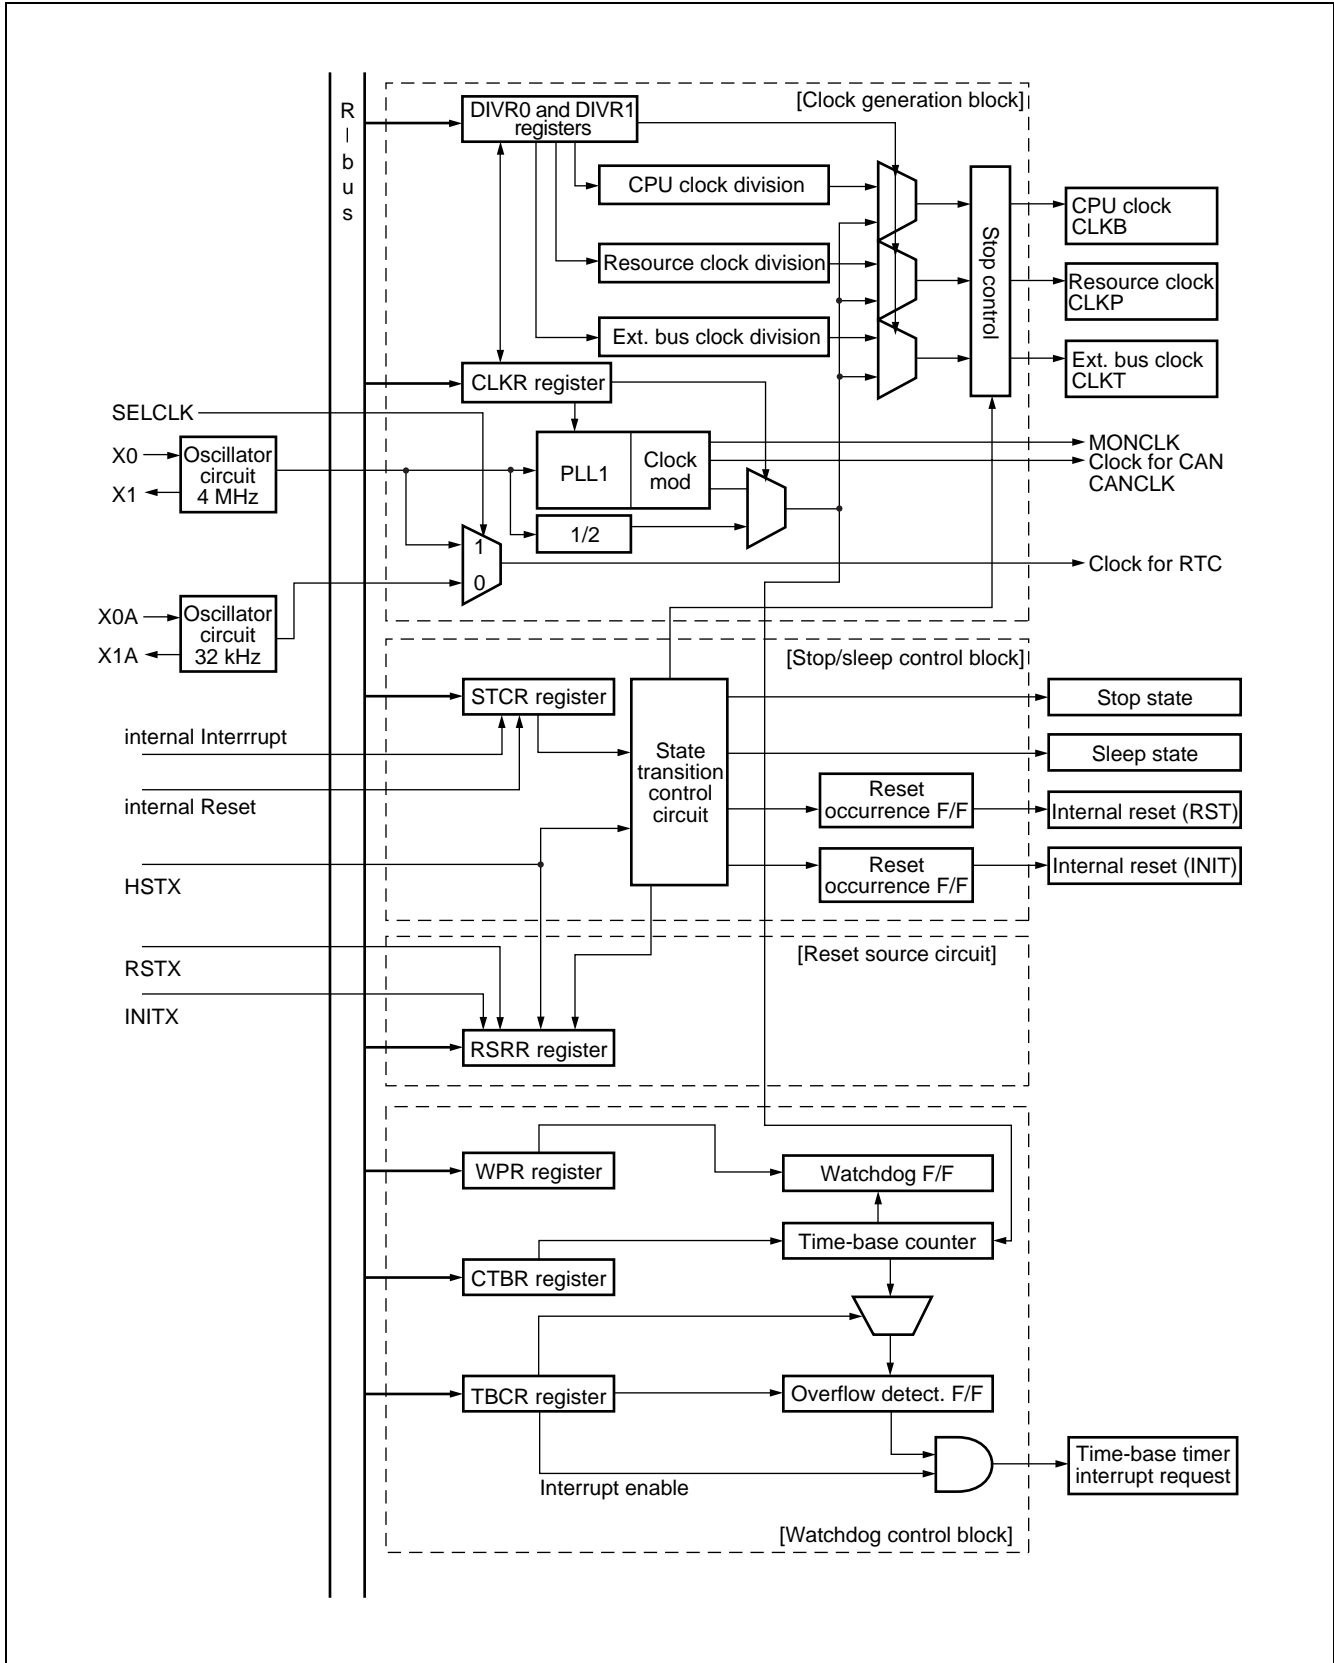 [Clock generation block]
R
|
b
u
s
DIVR0 and DIVR1
registers
CPU clock division
Resource clock division
Ext. bus clock division
Stop control
CPU clock
CLKB
Resource clock
CLKP
Ext. bus clock
CLKT
CLKR register
SELCLK
X0
X1
Oscillator
circuit
4 MHz
PLL1
Clock
mod
1/2
MONCLK
Clock for CAN
CANCLK
1
0
Clock for RTC
X0A
X1A
Oscillator
circuit
32 kHz
[Stop/sleep control block]
STCR register
internal Interrrupt
internal Reset
State
transition
control
circuit
Stop state
Sleep state
Reset
occurrence F/F
Internal reset (RST)
Reset
occurrence F/F
Internal reset (INIT)
HSTX
[Reset source circuit]
RSTX
INITX
RSRR register
WPR register
Watchdog F/F
Time-base counter
CTBR register
TBCR register
Overflow detect. F/F
Interrupt enable
Time-base timer
interrupt request
[Watchdog control block]